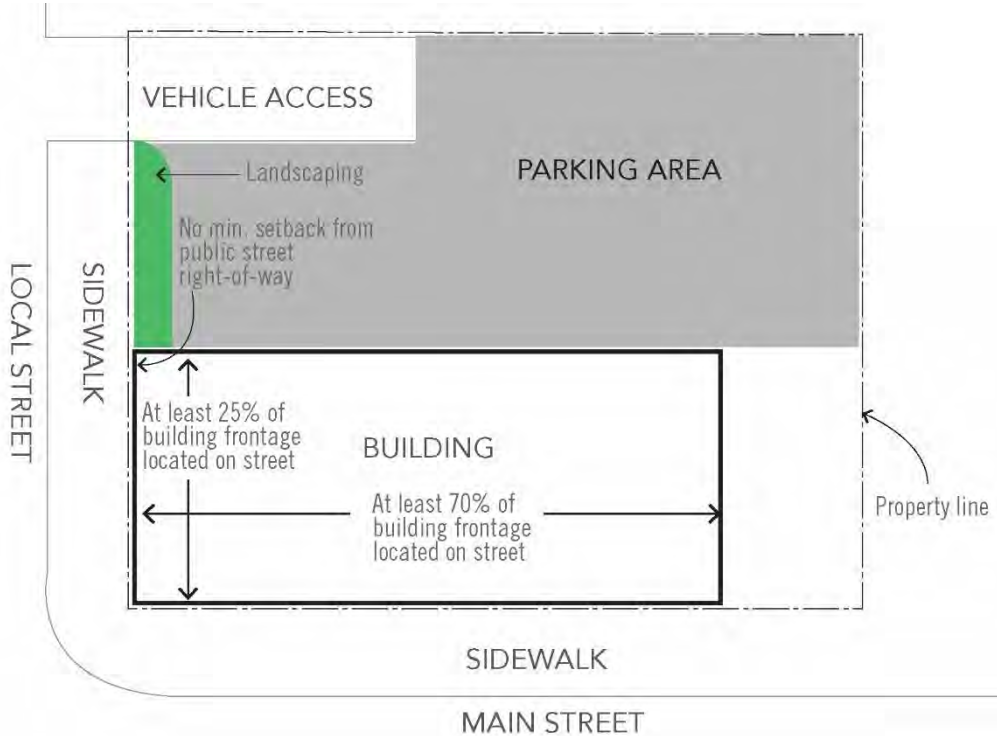 VEHICLE ACCESS
PARKING AREA
Landscaping
No min. setback from
public street
right-of-way
LOCAL STREET
SIDEWALK
At least 25% of
building frontage
located on street
BUILDING
At least 70% of
building frontage
located on street
Property line
SIDEWALK
MAIN STREET